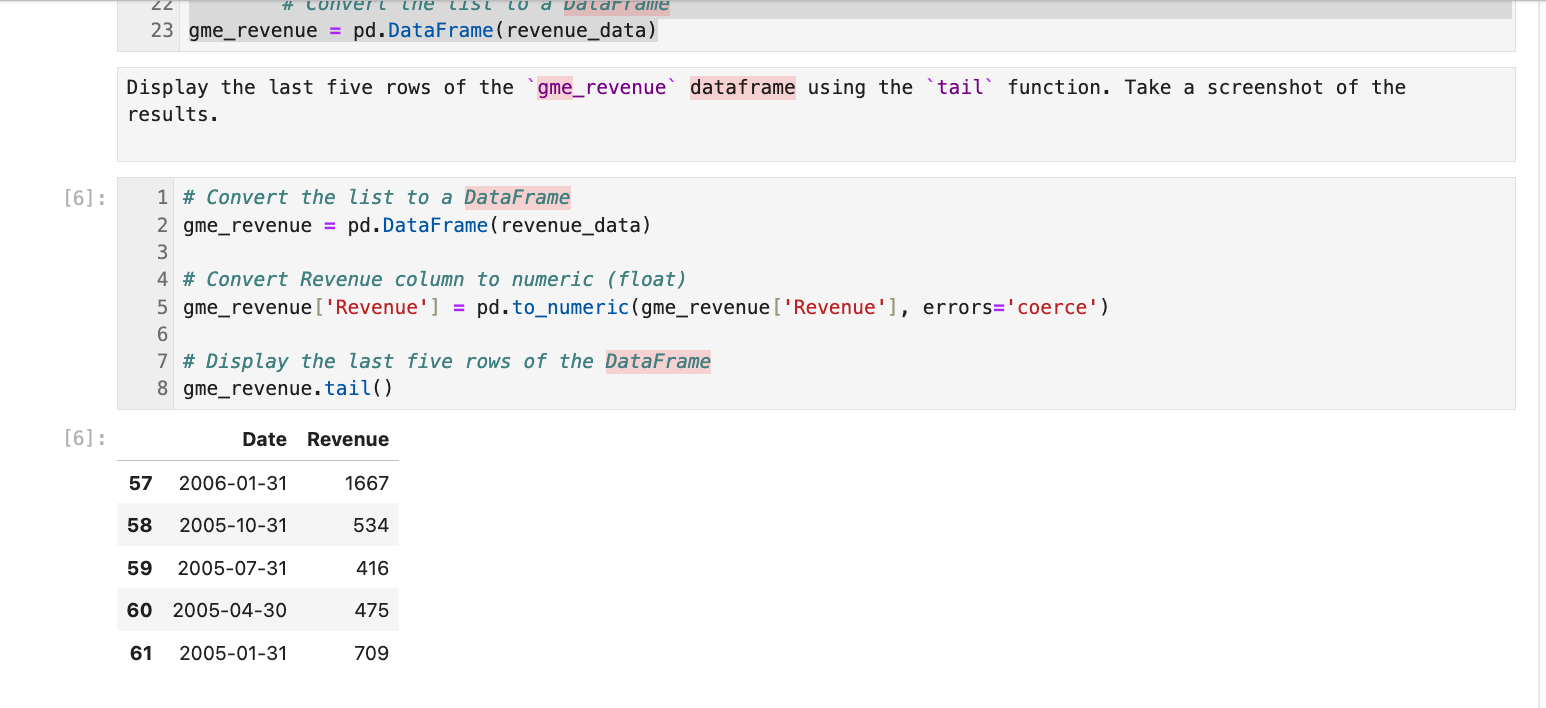 22 # Convert the list to a DataFrame
23 gme_revenue = pd.DataFrame(revenue_data)
Display the last five rows of the `gme_revenue` dataframe using the `tail` function. Take a screenshot of the
results.
[6]:
1 # Convert the list to a DataFrame
2 gme_revenue = pd.DataFrame(revenue_data)
3
4 # Convert Revenue column to numeric (float)
5 gme_revenue['Revenue'] = pd.to_numeric(gme_revenue['Revenue'], errors='coerce')
6
7 # Display the last five rows of the DataFrame
8 gme_revenue.tail()
[6]:
Date Revenue
57 2006-01-31 1667
58 2005-10-31 534
59 2005-07-31 416
60 2005-04-30 475
61 2005-01-31 709